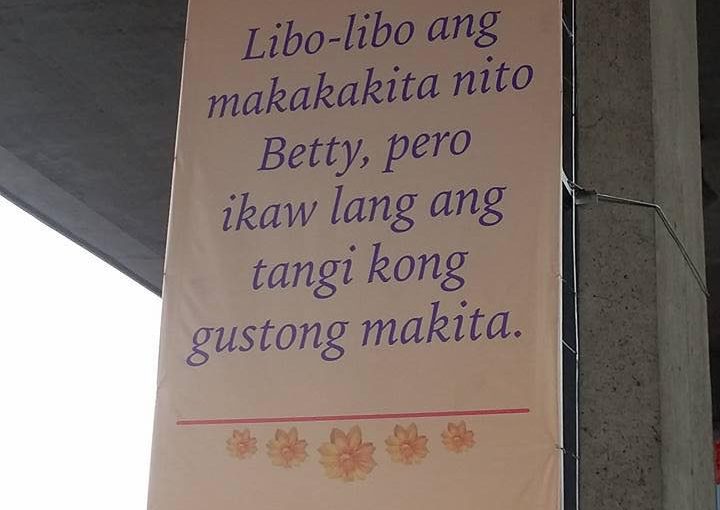 Libo-libo ang
makakakita nito
Betty, pero
ikaw lang ang
tangi kong
gustong makita.